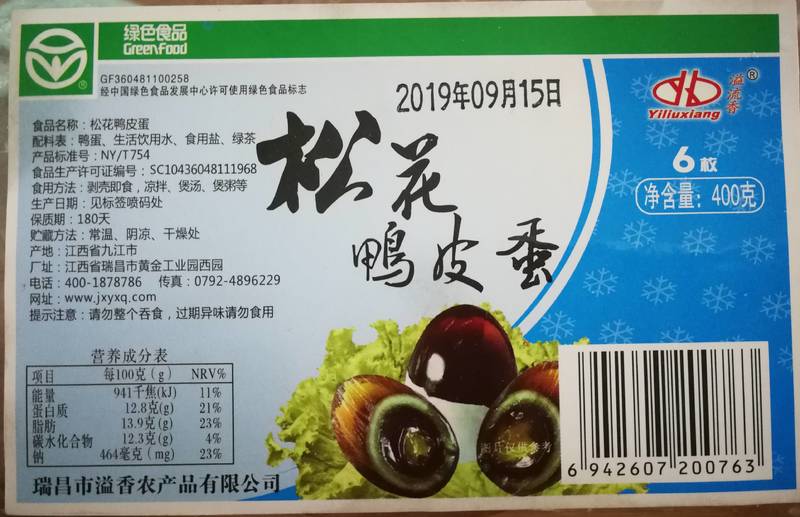 绿色食品
GreenFood
®
GF360481100258
经中国绿色食品发展中心许可使用绿色食品标志
2019年09月15日
溢流香®
Yiliuxiang
6枚
净含量：400克
食品名称：松花鸭皮蛋
配料表：鸭蛋、生活饮用水、食用盐、绿茶
产品标准号：NY/T754
食品生产许可证编号：SC10436048111968
食用方法：剥壳即食，凉拌、煲汤、煲粥等
生产日期：见标签喷码处
保质期：180天
贮藏方法：常温、阴凉、干燥处
产地：江西省九江市
厂址：江西省瑞昌市黄金工业园西园
电话：400-1878786 传真：0792-4896229
网址：www.jxyxq.com
提示注意：请勿整个吞食，过期异味请勿食用
松花
鸭皮蛋
营养成分表
项目 每100克(g) NRV%
能量 941千焦(kJ) 11%
蛋白质 12.8克(g) 21%
脂肪 13.9克(g) 23%
碳水化合物 12.3克(g) 4%
钠 464毫克(mg) 23%
瑞昌市溢香农产品有限公司
图片仅供参考
6 942607 200763